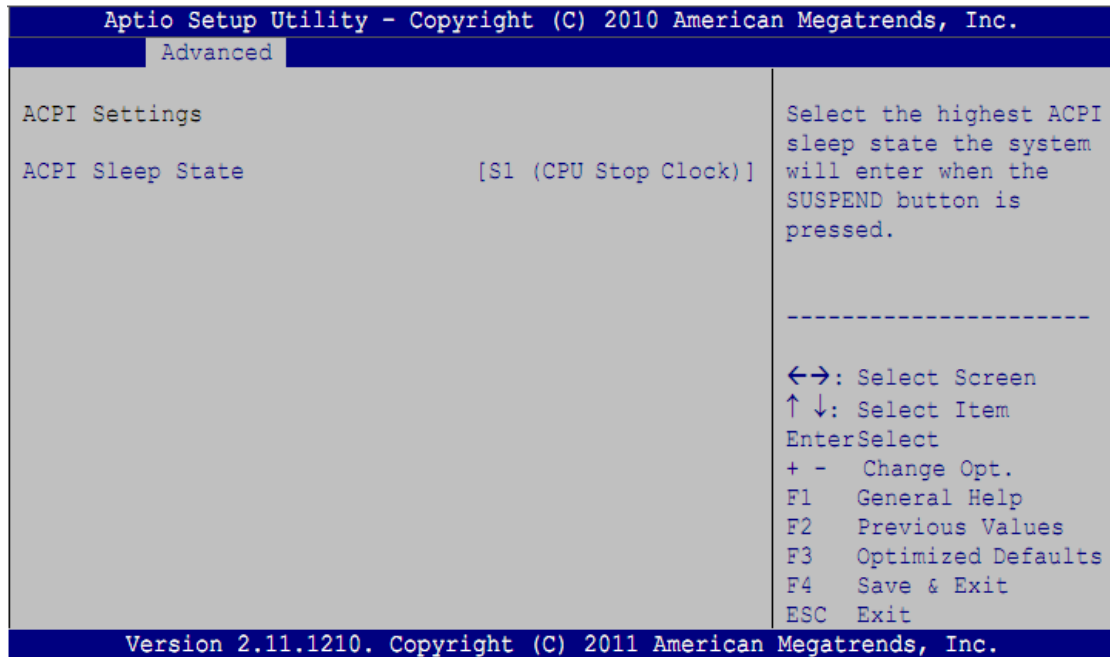 Aptio Setup Utility - Copyright (C) 2010 American Megatrends, Inc.
Advanced
ACPI Settings
ACPI Sleep State [S1 (CPU Stop Clock)]
Select the highest ACPI
sleep state the system
will enter when the
SUSPEND button is
pressed.
----------------------
←→: Select Screen
↑ ↓: Select Item
EnterSelect
+ - Change Opt.
F1 General Help
F2 Previous Values
F3 Optimized Defaults
F4 Save & Exit
ESC Exit
Version 2.11.1210. Copyright (C) 2011 American Megatrends, Inc.